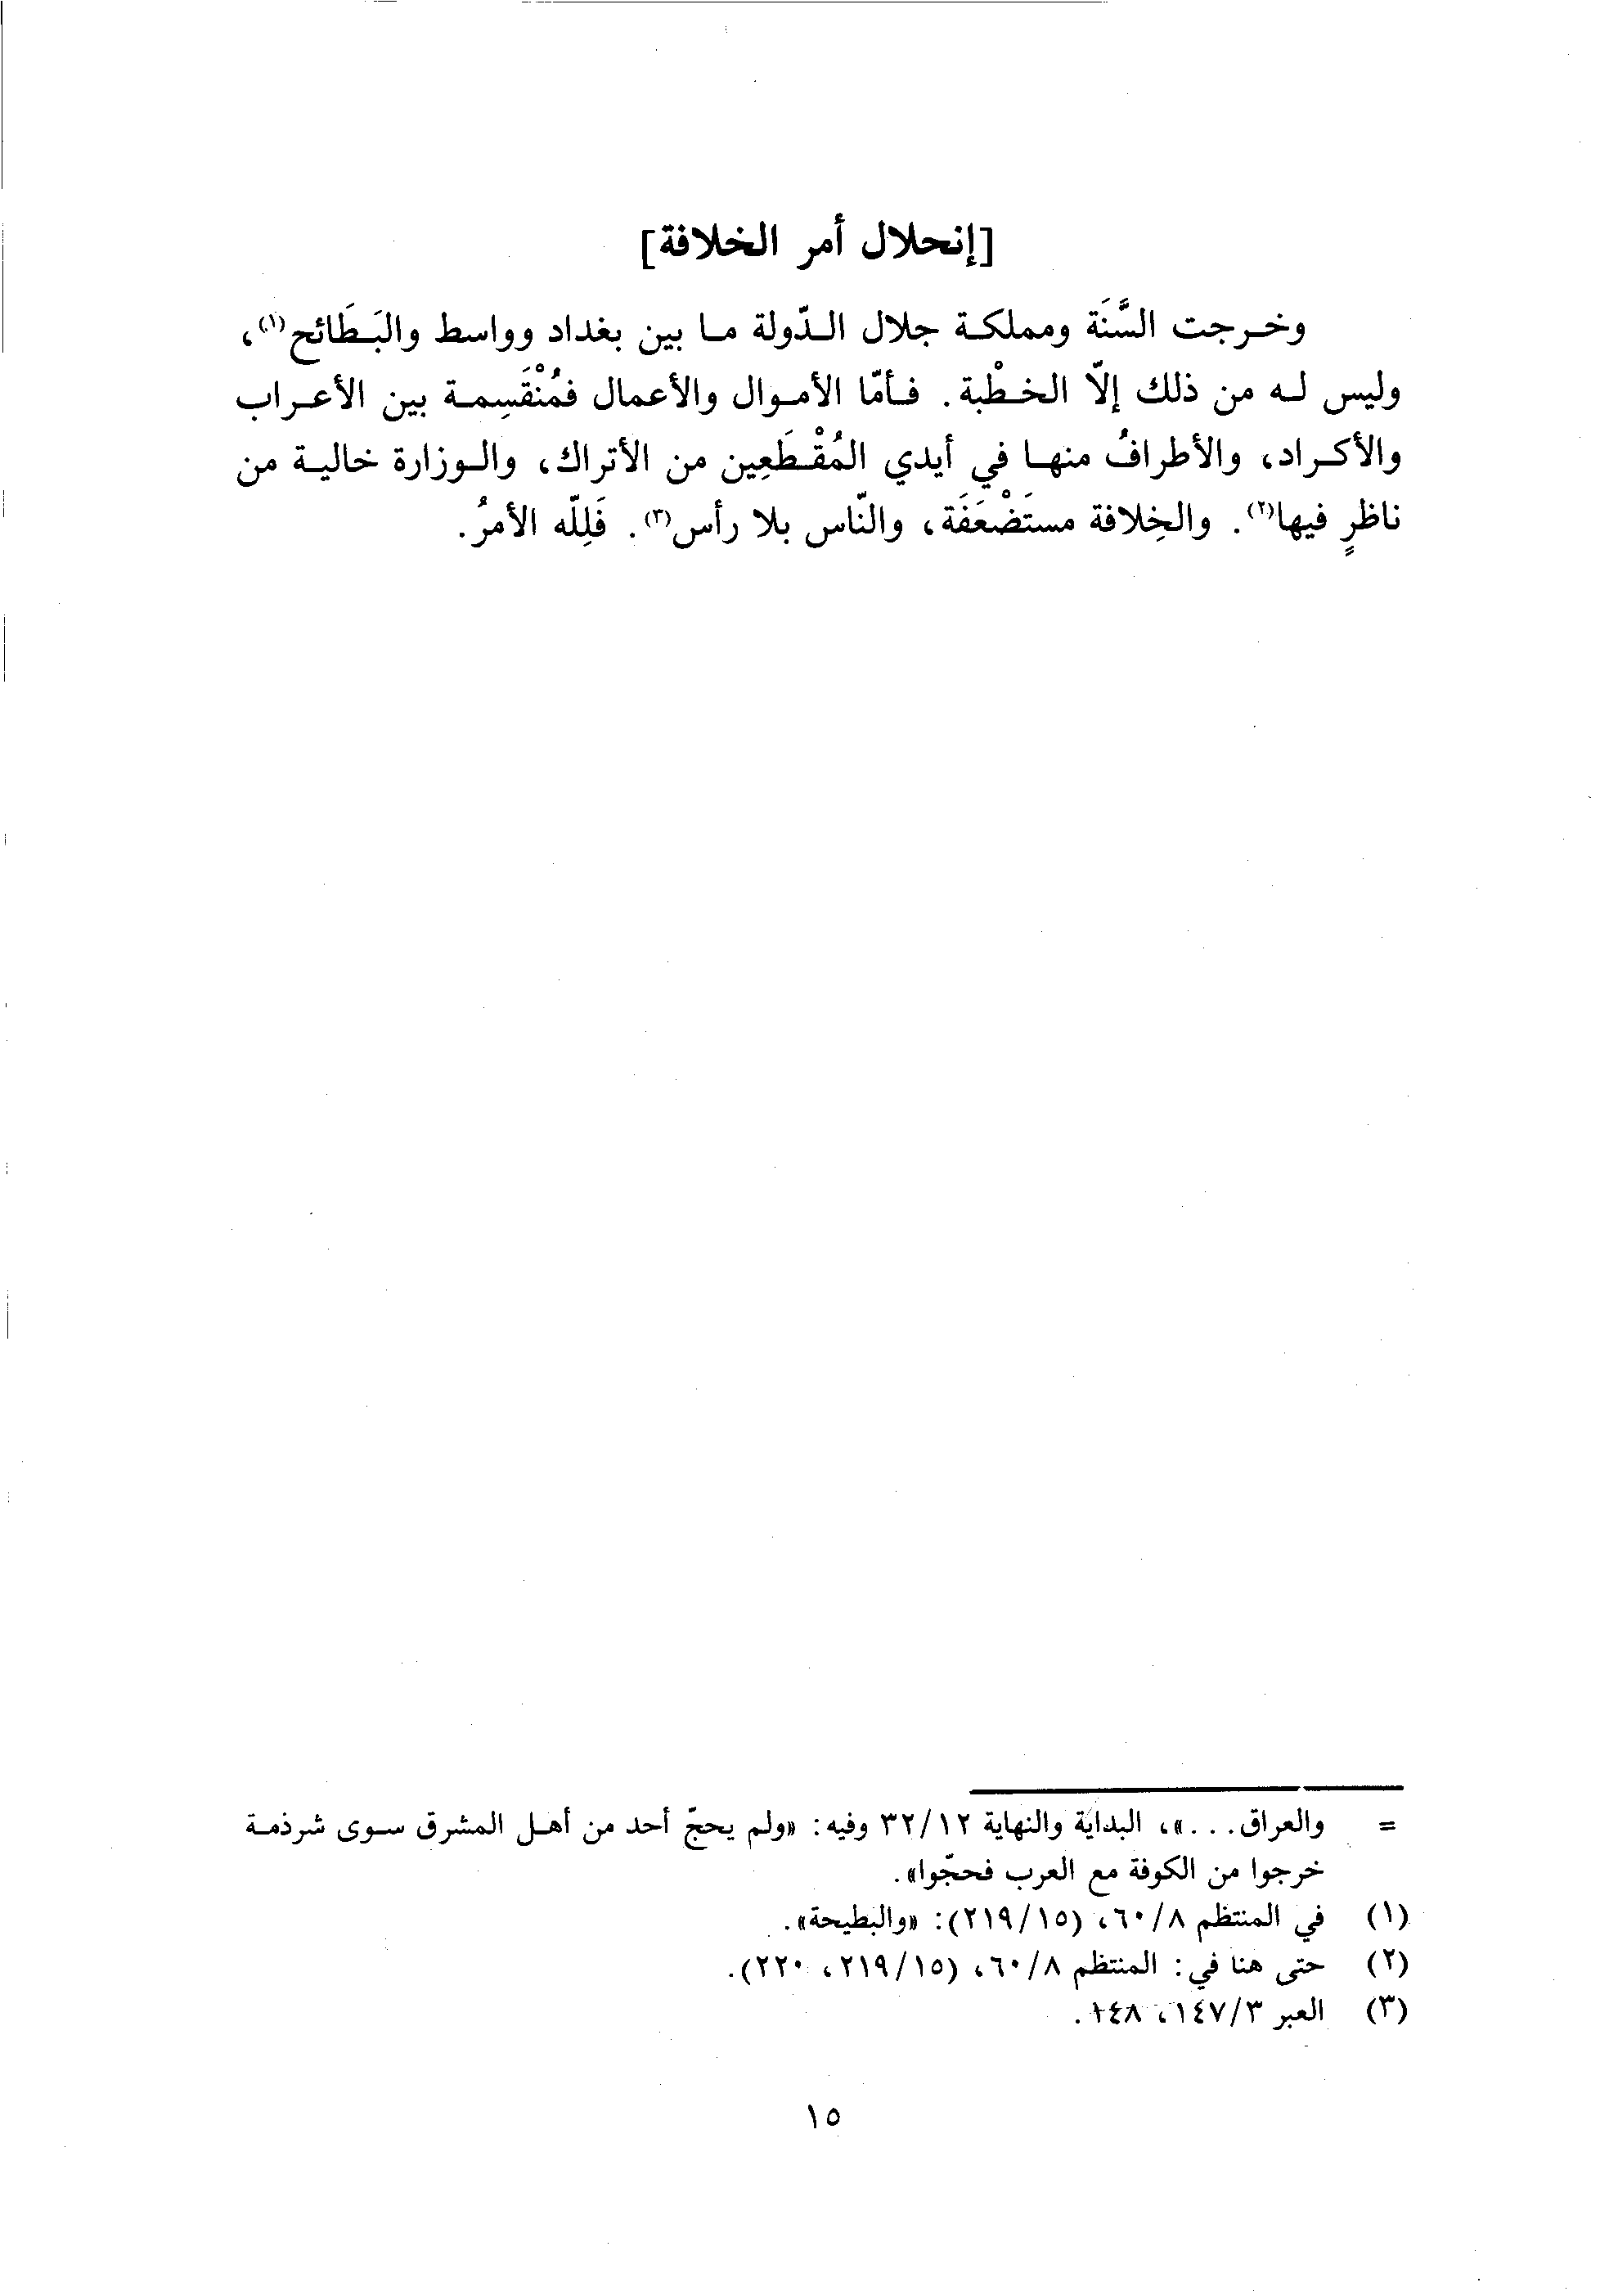 [إنحلال أمر الخلافة]
وخرجت السَّنَة ومملكة جلال الدّولة ما بين بغداد وواسط والبَطَائح(١)،
وليس له من ذلك إلّا الخطْبة. فأمّا الأموال والأعمال فمُنْقَسِمة بين الأعراب
والأكراد، والأطرافُ منها في أيدي المُقْطَعِين من الأتراك، والوزارة خالية من
ناظرٍ فيها(٢). والخِلافة مستَضْعَفَة، والنّاس بلا رأس(٣). فَلِلّه الأمرُ.
= والعراق...»، البداية والنهاية ٣٢/١٢ وفيه: «ولم يحجّ أحد من أهل المشرق سوى شرذمة
خرجوا من الكوفة مع العرب فحجّوا».
(١) في المنتظم ٦٠/٨، (٢١٩/١٥): «والبطيحة».
(٢) حتى هنا في: المنتظم ٦٠/٨، (٢١٩/١٥، ٢٢٠).
(٣) العبر ١٤٧/٣، ١٤٨.
١٥